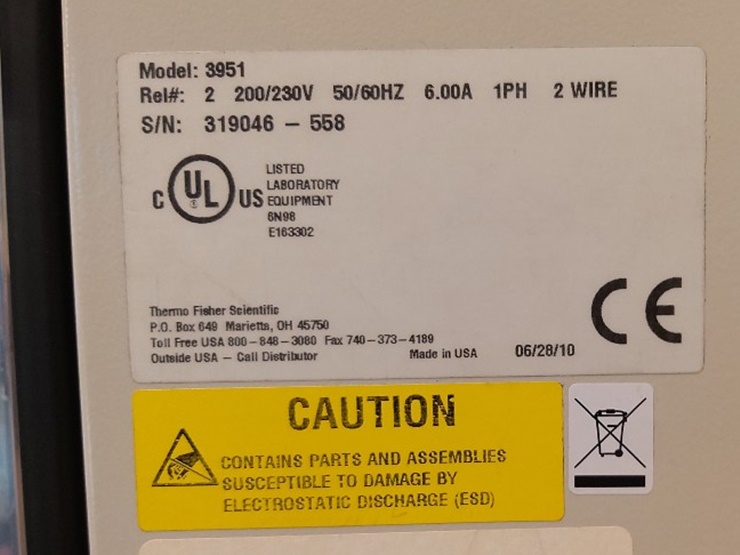 Model: 3951
Rel#: 2 200/230V 50/60HZ 6.00A 1PH 2 WIRE
S/N: 319046 – 558
C UL US
LISTED
LABORATORY
EQUIPMENT
6N98
E163302
Thermo Fisher Scientific
P.O. Box 649 Marietta, OH 45750
Toll Free USA 800–848–3080 Fax 740–373–4189
Outside USA – Call Distributor Made in USA 06/28/10
CE
CAUTION
CONTAINS PARTS AND ASSEMBLIES
SUSCEPTIBLE TO DAMAGE BY
ELECTROSTATIC DISCHARGE (ESD)